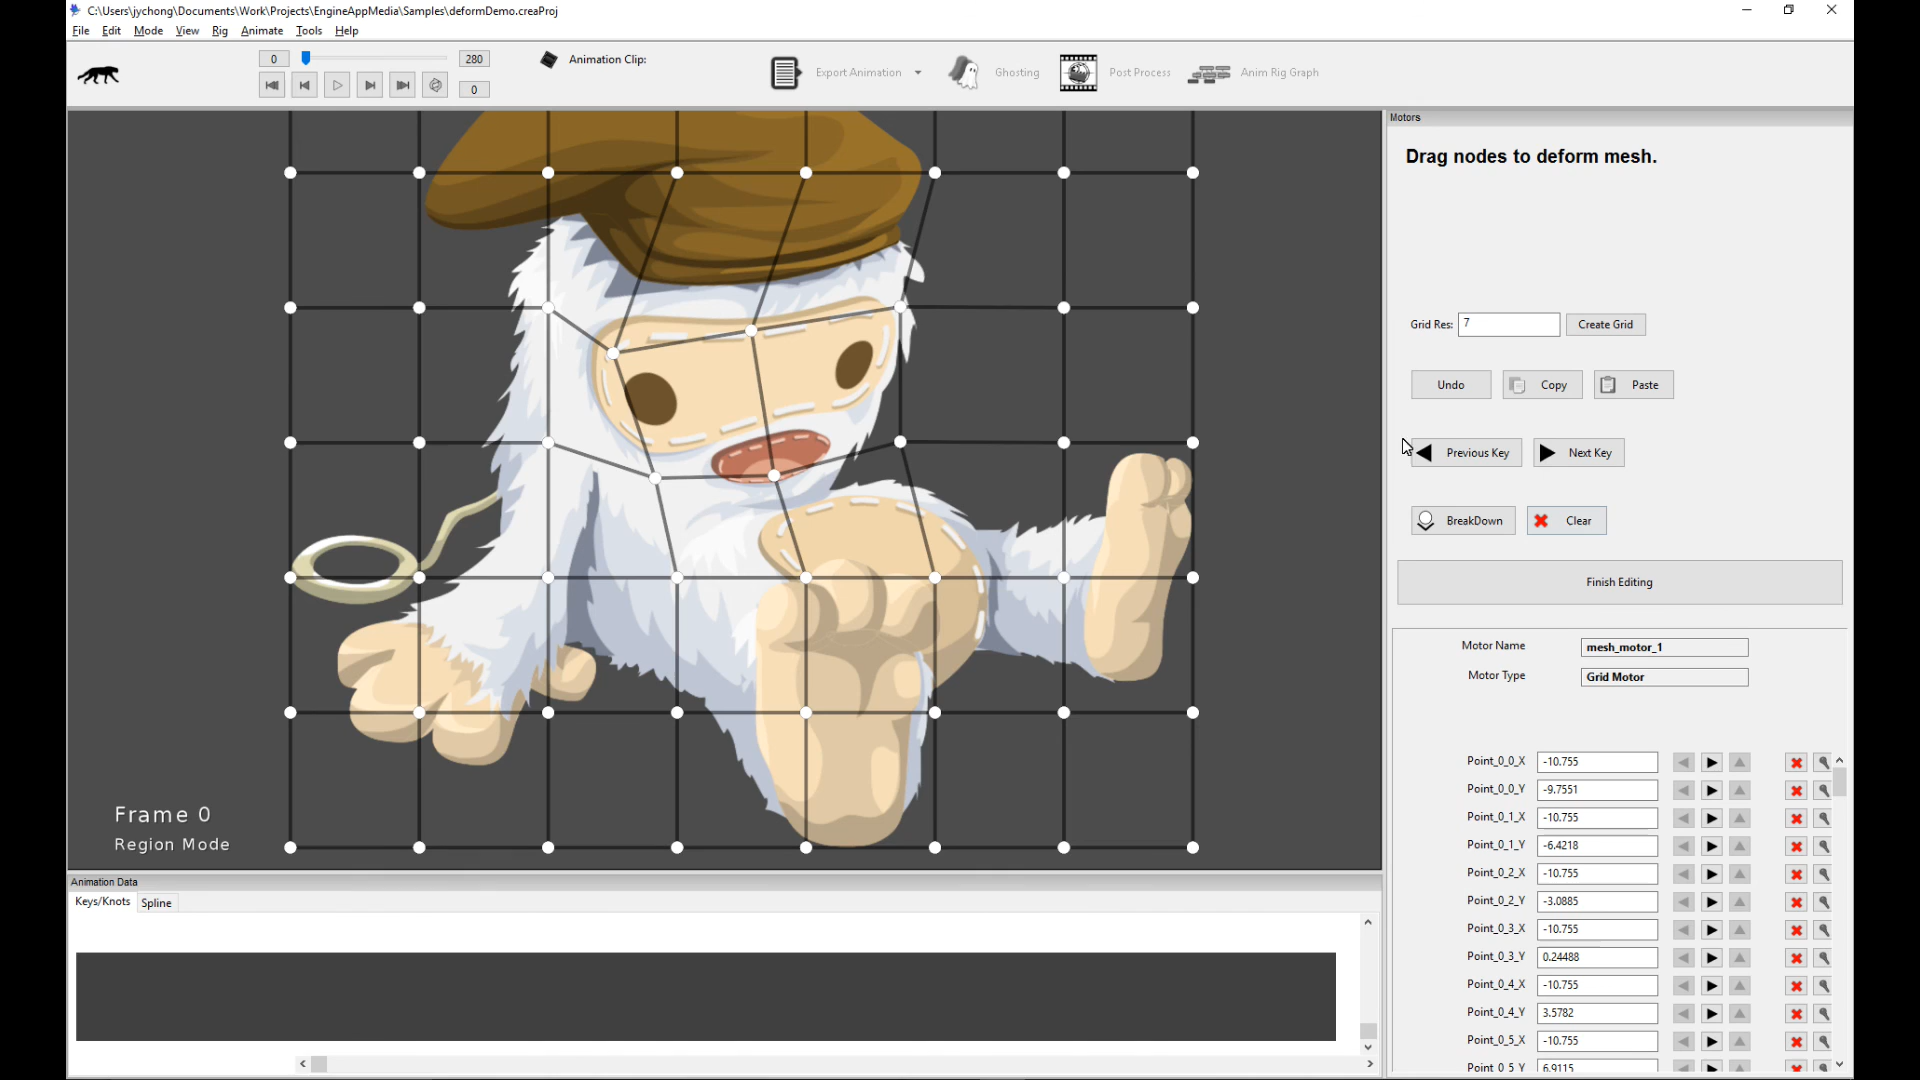 C:\Users\jychong\Documents\Work\Projects\EngineAppMedia\Samples\deformDemo.creaProj
File Edit Mode View Rig Animate Tools Help
0 280
0
Animation Clip:
Export Animation
Ghosting
Post Process
Anim Rig Graph
Motors
Drag nodes to deform mesh.
Grid Res: 7 Create Grid
Undo Copy Paste
Previous Key Next Key
BreakDown Clear
Finish Editing
Motor Name mesh_motor_1
Motor Type Grid Motor
Point_0_0_X -10.755
Point_0_0_Y -9.7551
Point_0_1_X -10.755
Point_0_1_Y -6.4218
Point_0_2_X -10.755
Point_0_2_Y -3.0885
Point_0_3_X -10.755
Point_0_3_Y 0.24488
Point_0_4_X -10.755
Point_0_4_Y 3.5782
Point_0_5_X -10.755
Point_0_5_Y 6.9115
Frame 0
Region Mode
Animation Data
Keys/Knots Spline